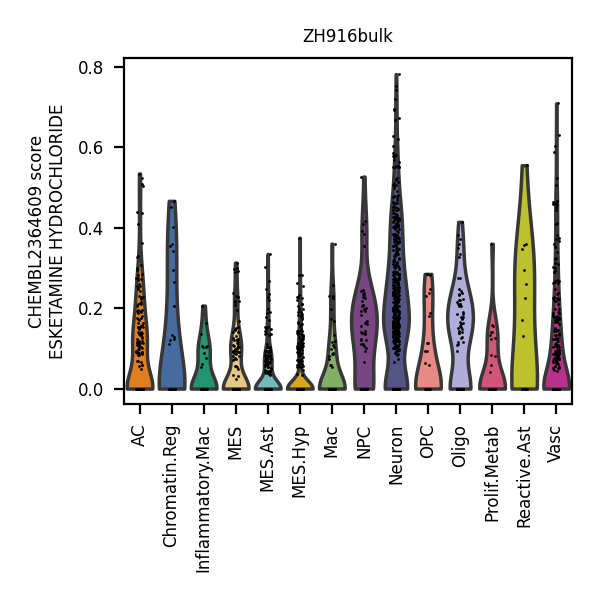 ZH916bulk
CHEMBL2364609 score
ESKETAMINE HYDROCHLORIDE
0.8
0.6
0.4
0.2
0.0
AC
Chromatin.Reg
Inflammatory.Mac
MES
MES.Ast
MES.Hyp
Mac
NPC
Neuron
OPC
Oligo
Prolif.Metab
Reactive.Ast
Vasc